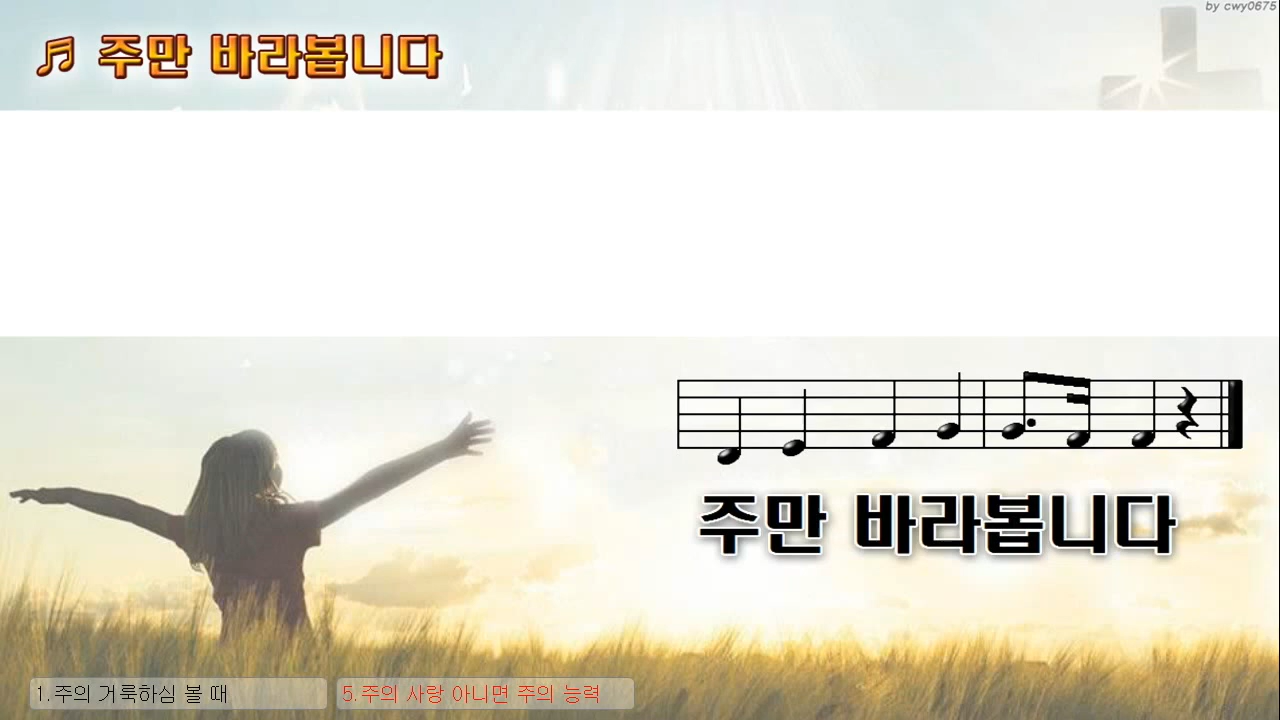 by cwy0675
♬ 주만 바라봅니다
주만 바라봅니다
1.주의 거룩하심 볼 때
5.주의 사랑 아니면 주의 능력